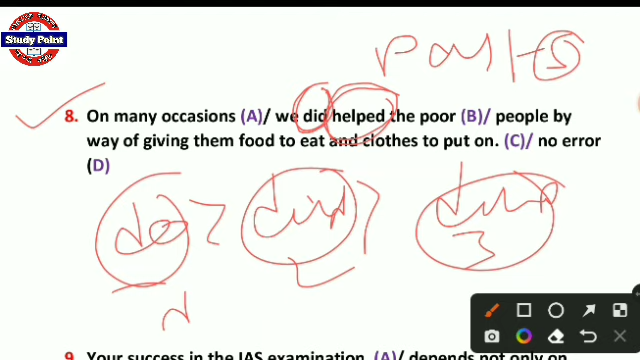 Study Point
Past-S
8. On many occasions (A)/ we did helped the poor (B)/ people by
way of giving them food to eat and clothes to put on. (C)/ no error
(D)
do did
3
9. Your success in the IAS examination. (A)/ depends not only on